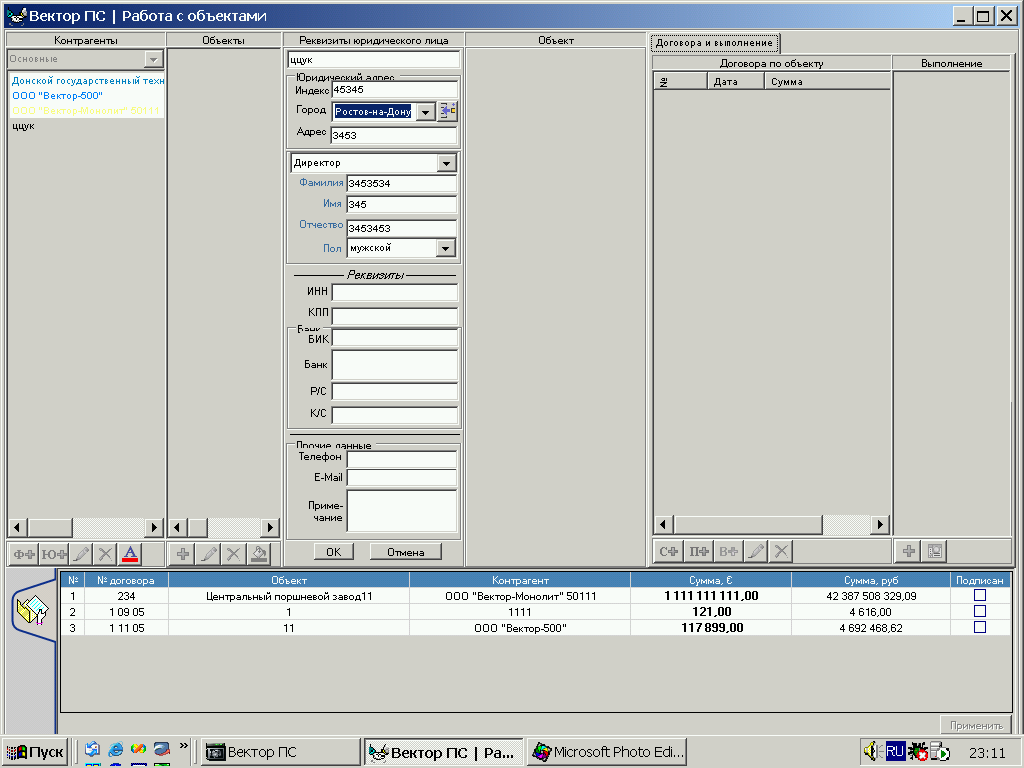 Вектор ПС | Работа с объектами
Контрагенты
Основные
Донской государственный техн
ООО "Вектор-500"
ООО "Вектор-Монолит" 50111
ццук
Объекты
Реквизиты юридического лица
ццук
Юридический адрес
Индекс 45345
Город Ростов-на-Дону
Адрес 3453
Директор
Фамилия 3453534
Имя 345
Отчество 3453453
Пол мужской
Реквизиты
ИНН
КПП
Банк
БИК
Банк
Р/С
К/С
Прочие данные
Телефон
E-Mail
Приме-
чание
OK Отмена
Объект
Договора и выполнение
Договора по объекту Выполнение
№ Дата Сумма
Ф+ Ю+ А
С+ П+ В+
№ № договора Объект Контрагент Сумма, € Сумма, руб Подписан
1 234 Центральный поршневой завод11 ООО "Вектор-Монолит" 50111 1 111 111 111,00 42 387 508 329,09
2 1 09 05 1 1111 121,00 4 616,00
3 1 11 05 11 ООО "Вектор-500" 117 899,00 4 692 468,62
Применить
Пуск » Вектор ПС Вектор ПС | Ра... Microsoft Photo Edi... RU 23:11